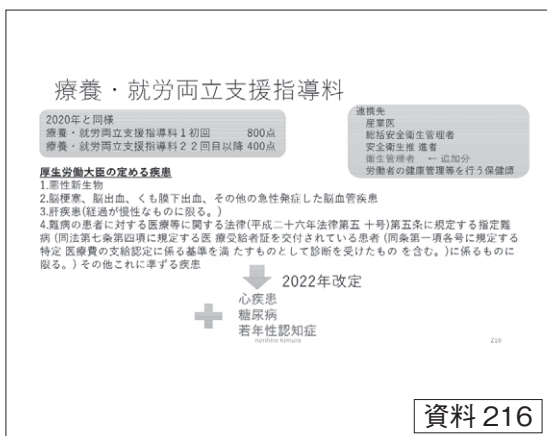 療養・就労両立支援指導料
2020年と同様
療養・就労両立支援指導料１初回 800点
療養・就労両立支援指導料２２回目以降 400点
連携先
産業医
総括安全衛生管理者
安全衛生推進者
衛生管理者 ← 追加分
労働者の健康管理等を行う保健師
厚生労働大臣の定める疾患
1.悪性新生物
2.脳梗塞、脳出血、くも膜下出血、その他の急性発症した脳血管疾患
3.肝疾患(経過が慢性なものに限る。)
4.難病の患者に対する医療等に関する法律(平成二十六年法律第五 十号)第五条に規定する指定難
病 (同法第七条第四項に規定する医 療受給者証を交付されている患者 (同条第一項各号に規定する
特定 医療費の支給認定に係る基準を満 たすものとして診断を受けたもの を含む。)に係るものに
限る。) その他これに準ずる疾患
2022年改定
心疾患
糖尿病
若年性認知症
norihiro kimura
資料 216